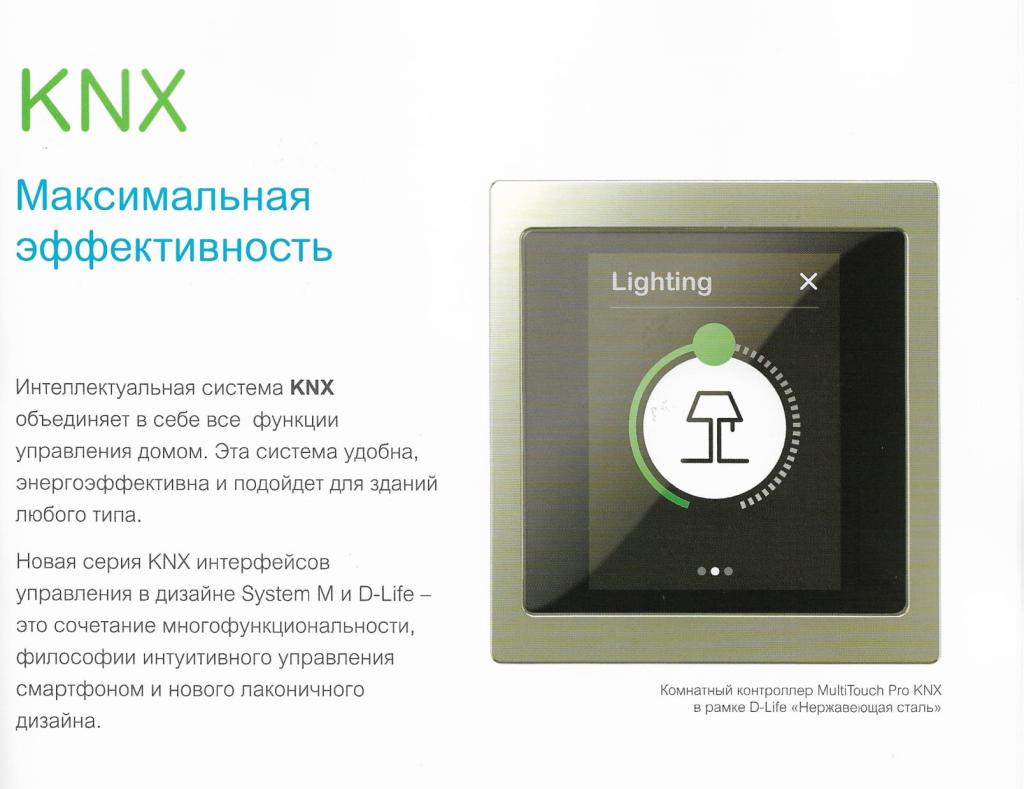 KNX
Максимальная
эффективность
Интеллектуальная система KNX
объединяет в себе все функции
управления домом. Эта система удобна,
энергоэффективна и подойдет для зданий
любого типа.
Новая серия KNX интерфейсов
управления в дизайне System M и D-Life –
это сочетание многофункциональности,
философии интуитивного управления
смартфоном и нового лаконичного
дизайна.
Lighting
Комнатный контроллер MultiTouch Pro KNX
в рамке D-Life «Нержавеющая сталь»